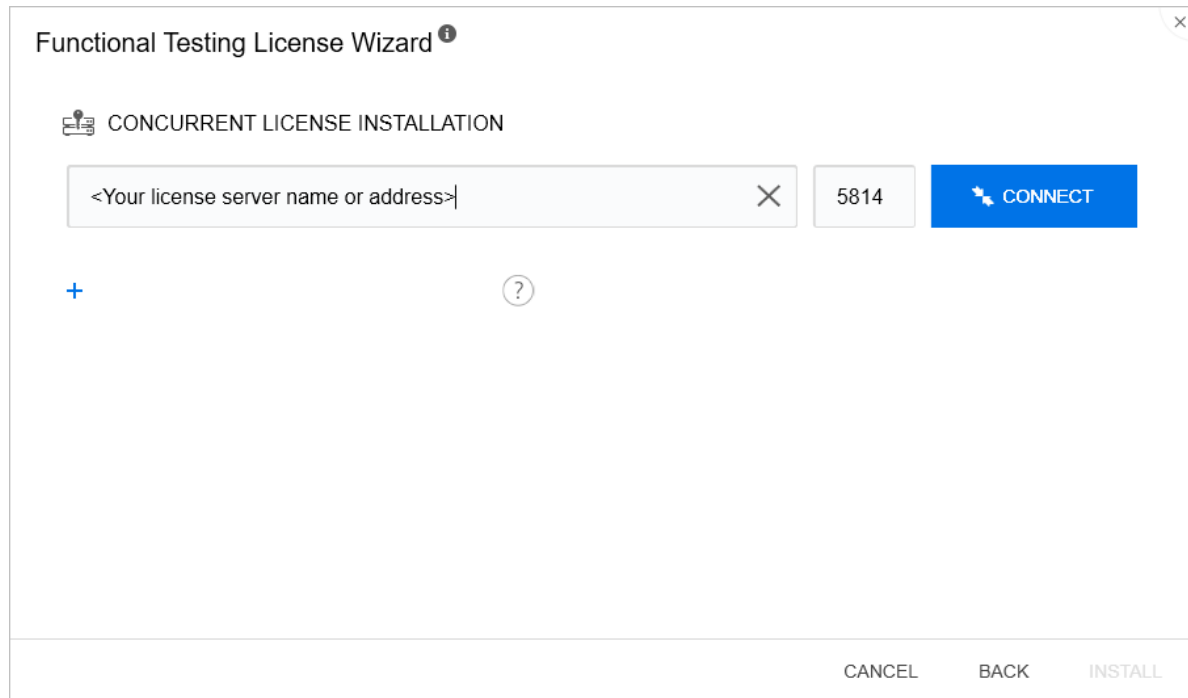 Functional Testing License Wizard
CONCURRENT LICENSE INSTALLATION
<Your license server name or address> 5814 CONNECT
+ ?
CANCEL BACK INSTALL